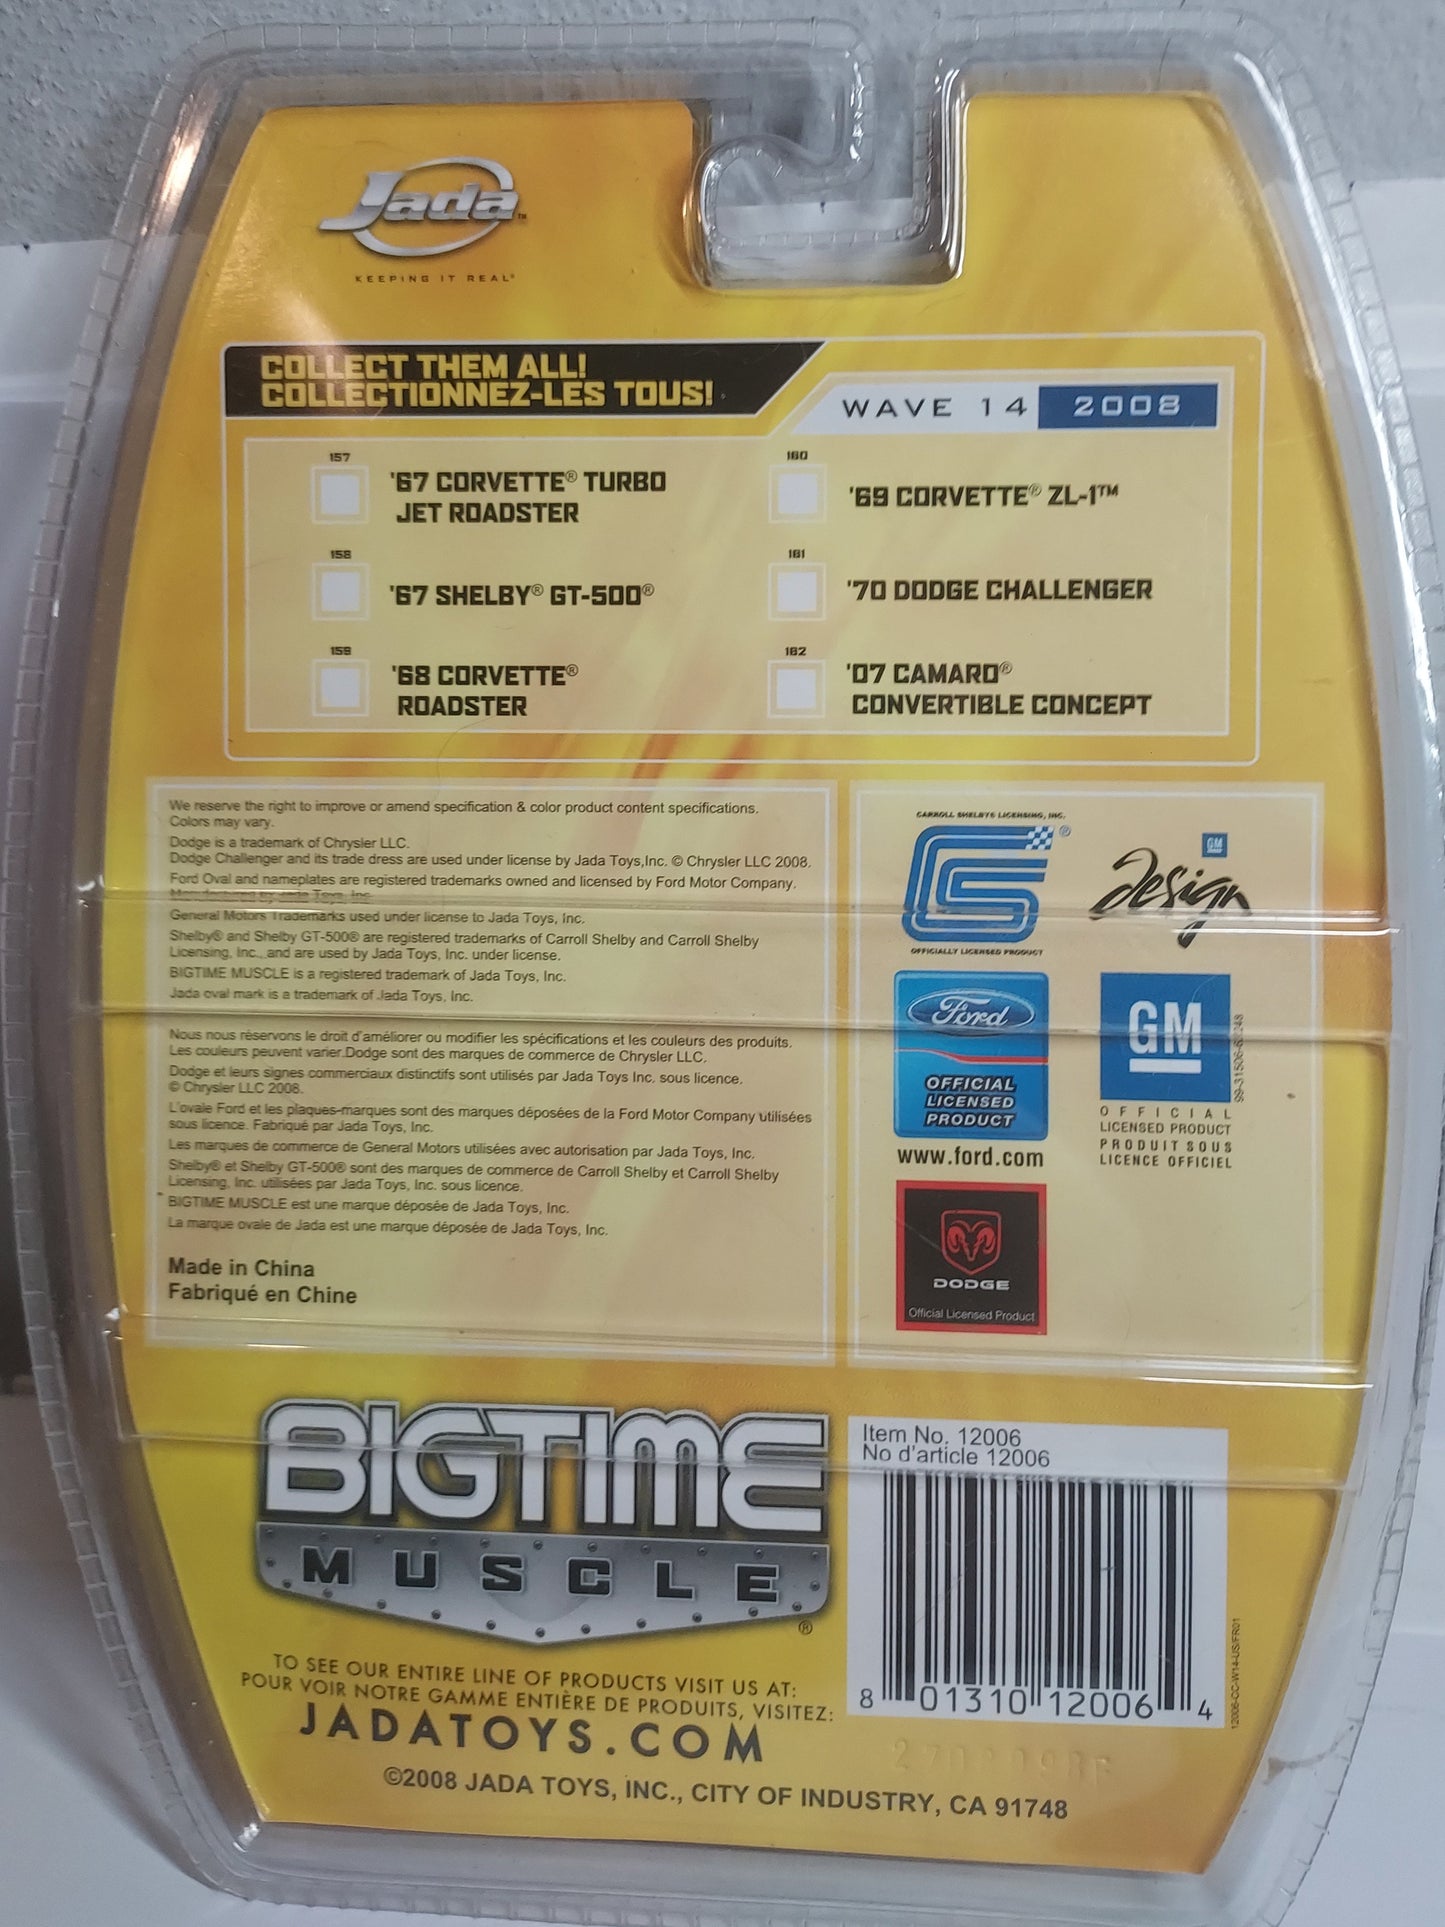 Jada™
KEEPING IT REAL®
COLLECT THEM ALL!
COLLECTIONNEZ-LES TOUS!
WAVE 14 2008
157
'67 CORVETTE® TURBO
JET ROADSTER
158
'67 SHELBY® GT-500®
159
'68 CORVETTE®
ROADSTER
160
'69 CORVETTE® ZL-1™
161
'70 DODGE CHALLENGER
162
'07 CAMARO®
CONVERTIBLE CONCEPT
We reserve the right to improve or amend specification & color product content specifications.
Colors may vary.
Dodge is a trademark of Chrysler LLC.
Dodge Challenger and its trade dress are used under license by Jada Toys,Inc. © Chrysler LLC 2008.
Ford Oval and nameplates are registered trademarks owned and licensed by Ford Motor Company.
Manufactured by Jada Toys, Inc.
General Motors Trademarks used under license to Jada Toys, Inc.
Shelby® and Shelby GT-500® are registered trademarks of Carroll Shelby and Carroll Shelby
Licensing, Inc., and are used by Jada Toys, Inc. under license.
BIGTIME MUSCLE is a registered trademark of Jada Toys, Inc.
Jada oval mark is a trademark of Jada Toys, Inc.
Nous nous rèservons le droit d'améliorer ou modifier les spécifications et les couleurs des produits.
Les couleurs peuvent varier.Dodge sont des marques de commerce de Chrysler LLC.
Dodge et leurs signes commerciaux distinctifs sont utilisés par Jada Toys Inc. sous licence.
© Chrysler LLC 2008.
L'ovale Ford et les plaques-marques sont des marques déposées de la Ford Motor Company utilisées
sous licence. Fabriqué par Jada Toys, Inc.
Les marques de commerce de General Motors utilisées avec autorisation par Jada Toys, Inc.
Shelby® et Shelby GT-500® sont des marques de commerce de Carroll Shelby et Carroll Shelby
Licensing, Inc. utilisées par Jada Toys, Inc. sous licence.
BIGTIME MUSCLE est une marque déposée de Jada Toys, Inc.
La marque ovale de Jada est une marque déposée de Jada Toys, Inc.
Made in China
Fabriqué en Chine
CARROLL SHELBYS LICENSING, INC.
CS®
OFFICIALLY LICENSED PRODUCT
GM
design
Ford
OFFICIAL
LICENSED
PRODUCT
www.ford.com
GM
OFFICIAL
LICENSED PRODUCT
PRODUIT SOUS
LICENCE OFFICIEL
DODGE
Official Licensed Product
BIGTIME
MUSCLE®
Item No. 12006
No d'article 12006
8 01310 12006 4
12006-CC-W14-US/FR01
TO SEE OUR ENTIRE LINE OF PRODUCTS VISIT US AT:
POUR VOIR NOTRE GAMME ENTIÈRE DE PRODUITS, VISITEZ:
JADATOYS.COM
©2008 JADA TOYS, INC., CITY OF INDUSTRY, CA 91748